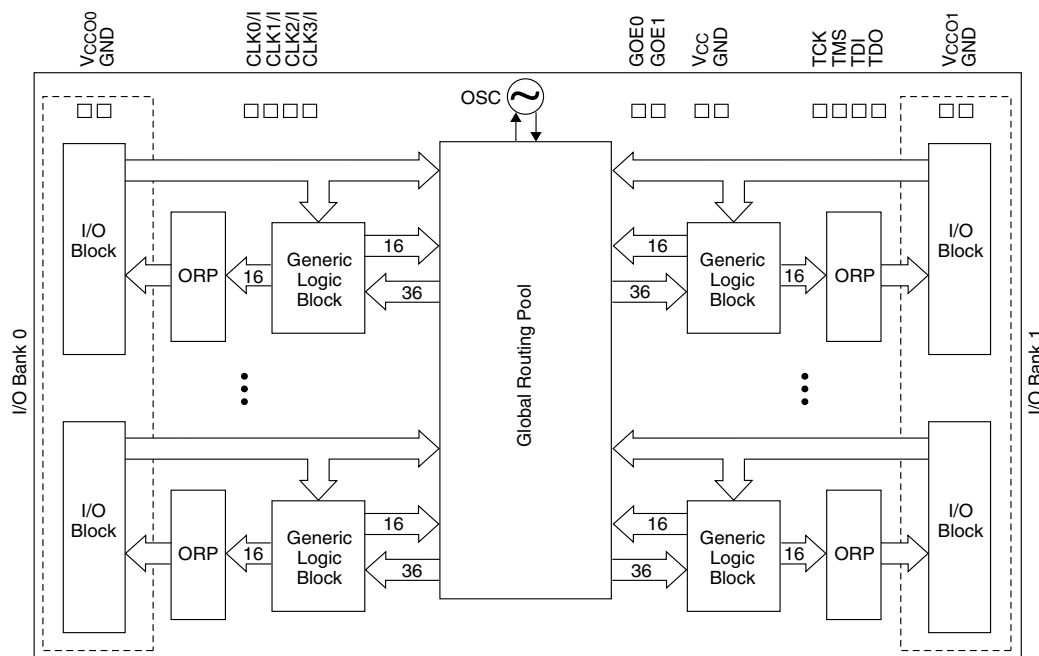 VCCO0
GND
CLK0/I
CLK1/I
CLK2/I
CLK3/I
GOE0
GOE1
VCC
GND
TCK
TMS
TDI
TDO
VCCO1
GND
OSC
I/O Bank 0
I/O
Block
ORP
16
Generic
Logic
Block
16
36
Global Routing Pool
16
36
Generic
Logic
Block
16
ORP
I/O
Block
I/O Bank 1
I/O
Block
ORP
16
Generic
Logic
Block
16
36
16
36
Generic
Logic
Block
16
ORP
I/O
Block